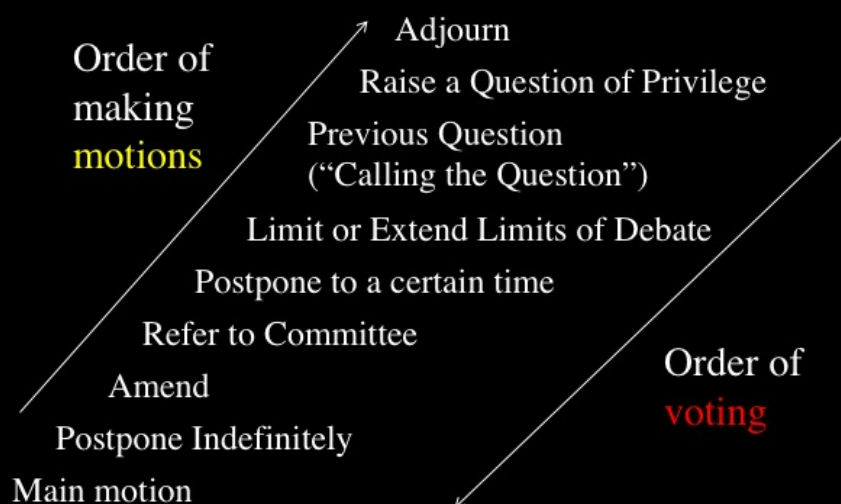 Order of
making
motions
Adjourn
Raise a Question of Privilege
Previous Question
(“Calling the Question”)
Limit or Extend Limits of Debate
Postpone to a certain time
Refer to Committee
Amend
Postpone Indefinitely
Main motion
Order of
voting